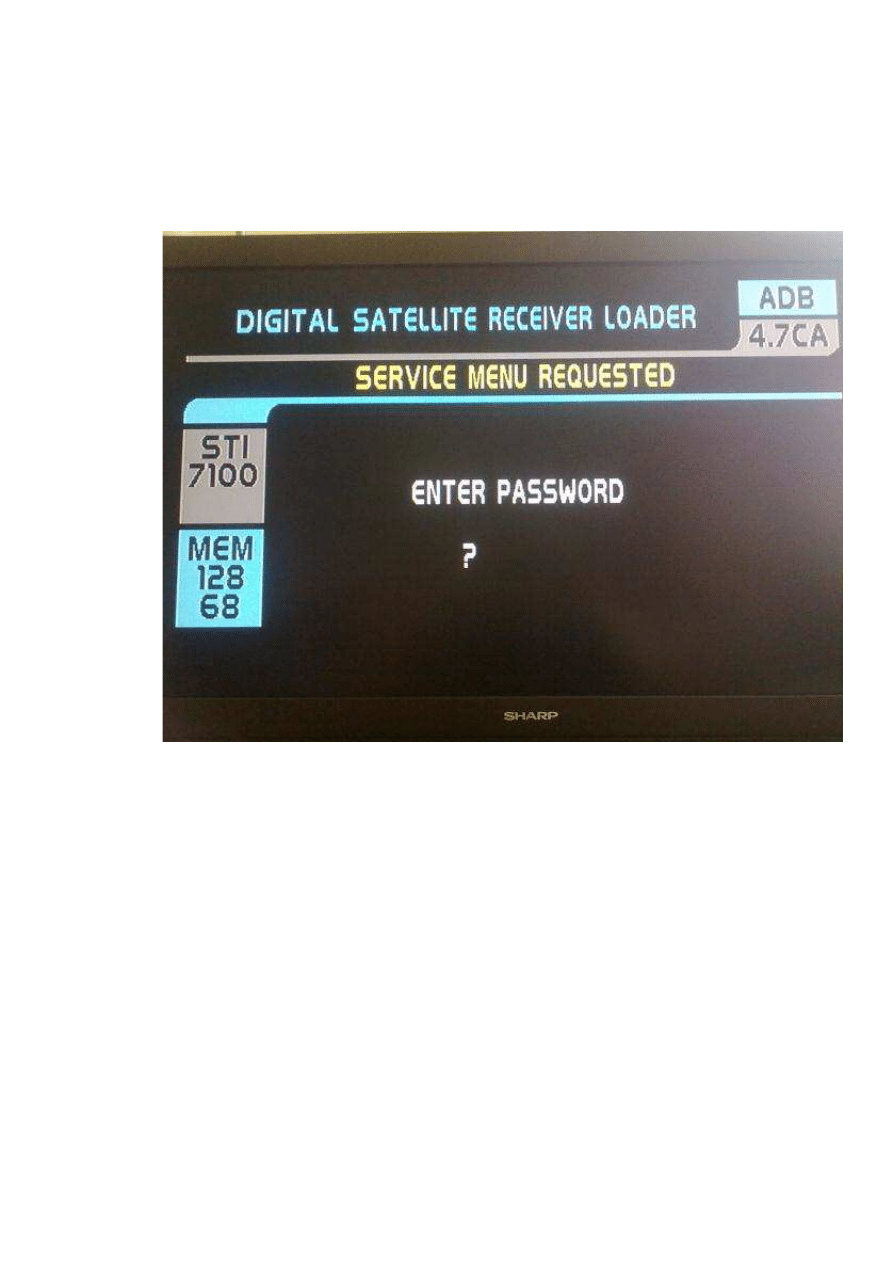 DIGITAL SATELLITE RECEIVER LOADER
ADB
4.7CA
SERVICE MENU REQUESTED
STI
7100
ENTER PASSWORD
?
MEM
128
68
SHARP